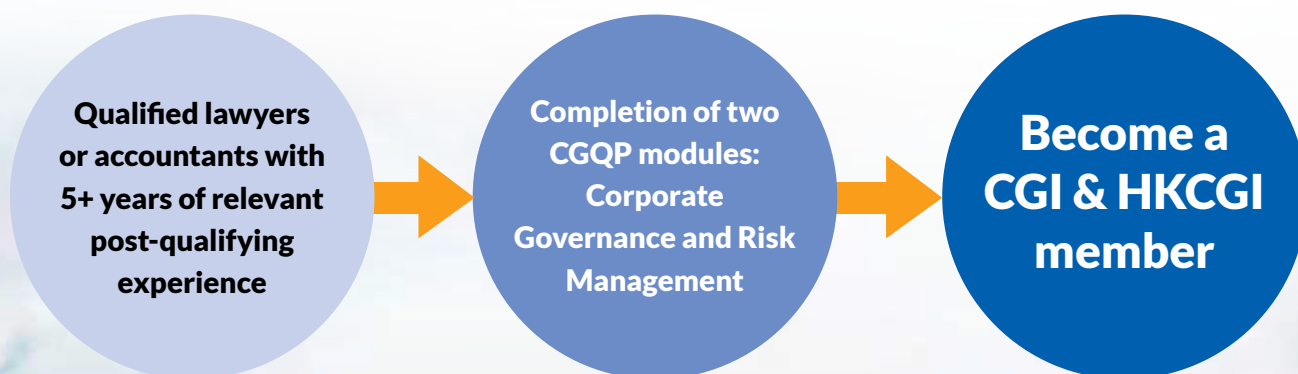 Qualified lawyers
or accountants with
5+ years of relevant
post-qualifying
experience
Completion of two
CGQP modules:
Corporate
Governance and Risk
Management
Become a
CGI & HKCGI
member